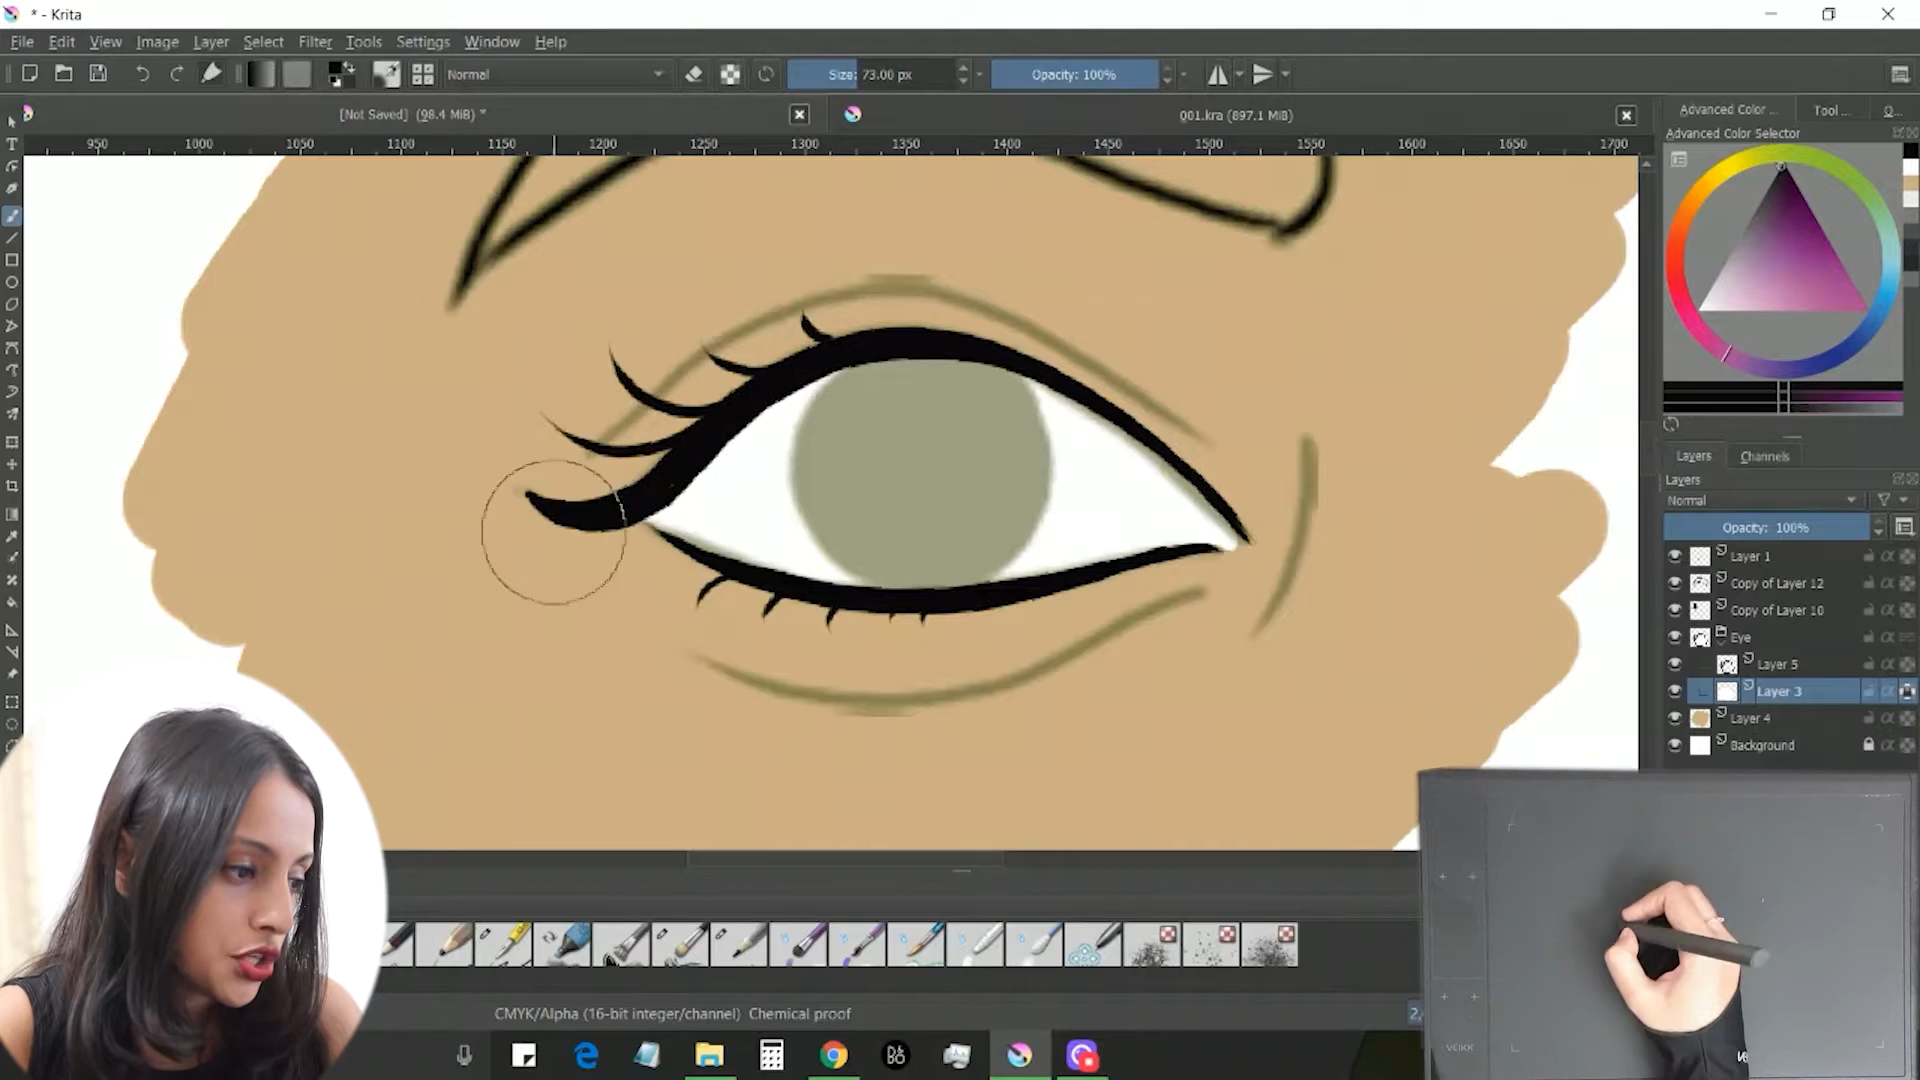 * - Krita
File Edit View Image Layer Select Filter Tools Settings Window Help
Normal Size: 73.00 px Opacity: 100%
[Not Saved] (98.4 MiB) * 001.kra (897.1 MiB)
Advanced Color ... Tool ... Q...
Advanced Color Selector
950 1000 1050 1100 1150 1200 1250 1300 1350 1400 1450 1500 1550 1600 1650 1700
Layers Channels
Layers
Normal
Opacity: 100%
Layer 1
Copy of Layer 12
Copy of Layer 10
Eye
Layer 5
Layer 3
Layer 4
Background
CMYK/Alpha (16-bit integer/channel) Chemical proof
VEIKK